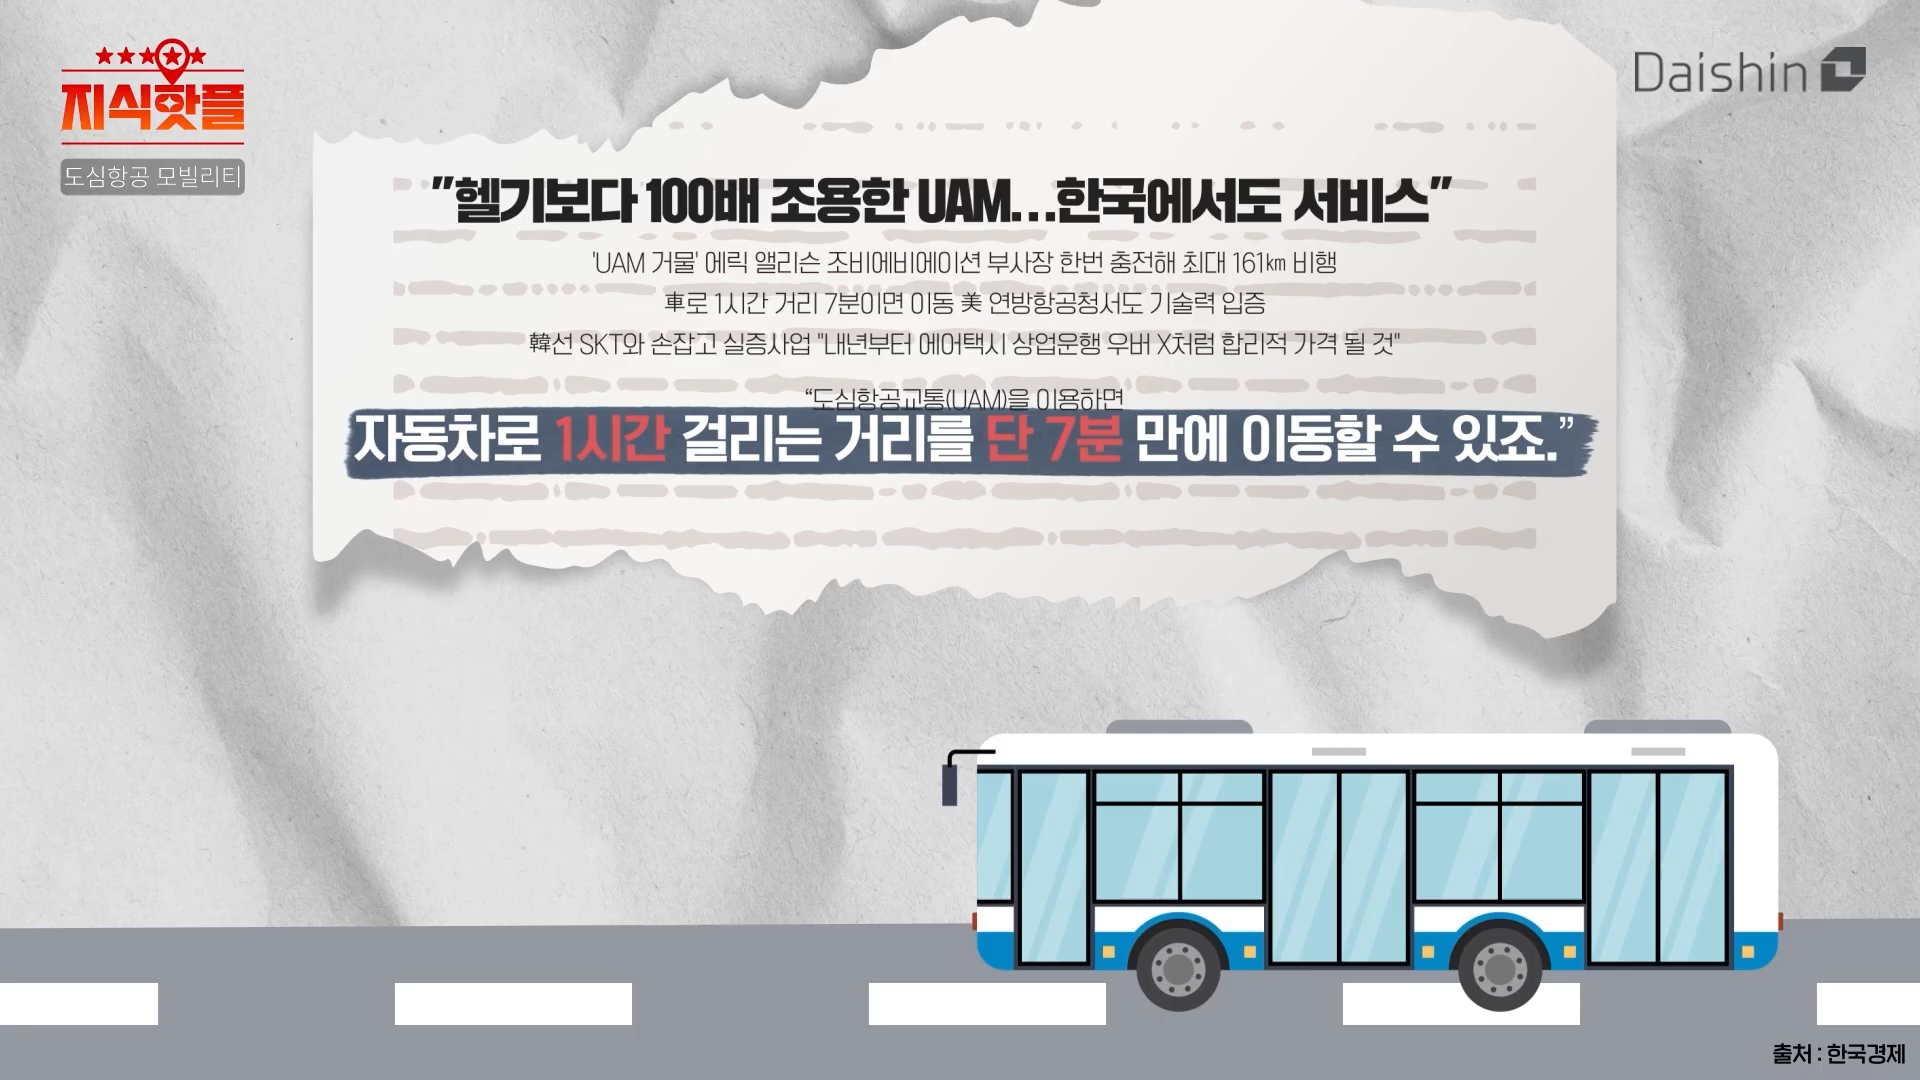 지식핫플
도심항공 모빌리티
Daishin
"헬기보다 100배 조용한 UAM...한국에서도 서비스"
'UAM 거물' 에릭 앨리슨 조비에비에이션 부사장 한번 충전해 최대 161㎞ 비행
車로 1시간 거리 7분이면 이동 美 연방항공청서도 기술력 입증
韓선 SKT와 손잡고 실증사업 "내년부터 에어택시 상업운행 우버 X처럼 합리적 가격 될 것"
“도심항공교통(UAM)을 이용하면
자동차로 1시간 걸리는 거리를 단 7분 만에 이동할 수 있죠.”
출처 : 한국경제